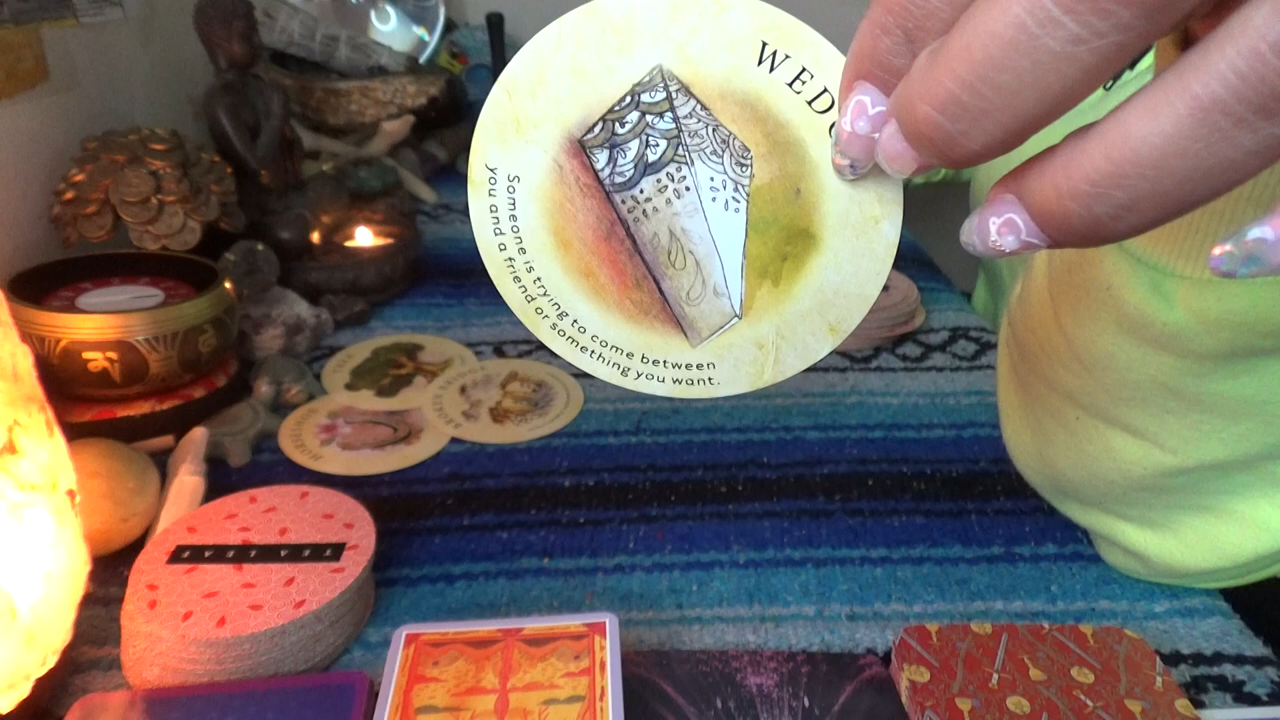 WEDG
Someone is trying to come between
you and a friend or something you want.
TEA LEAF